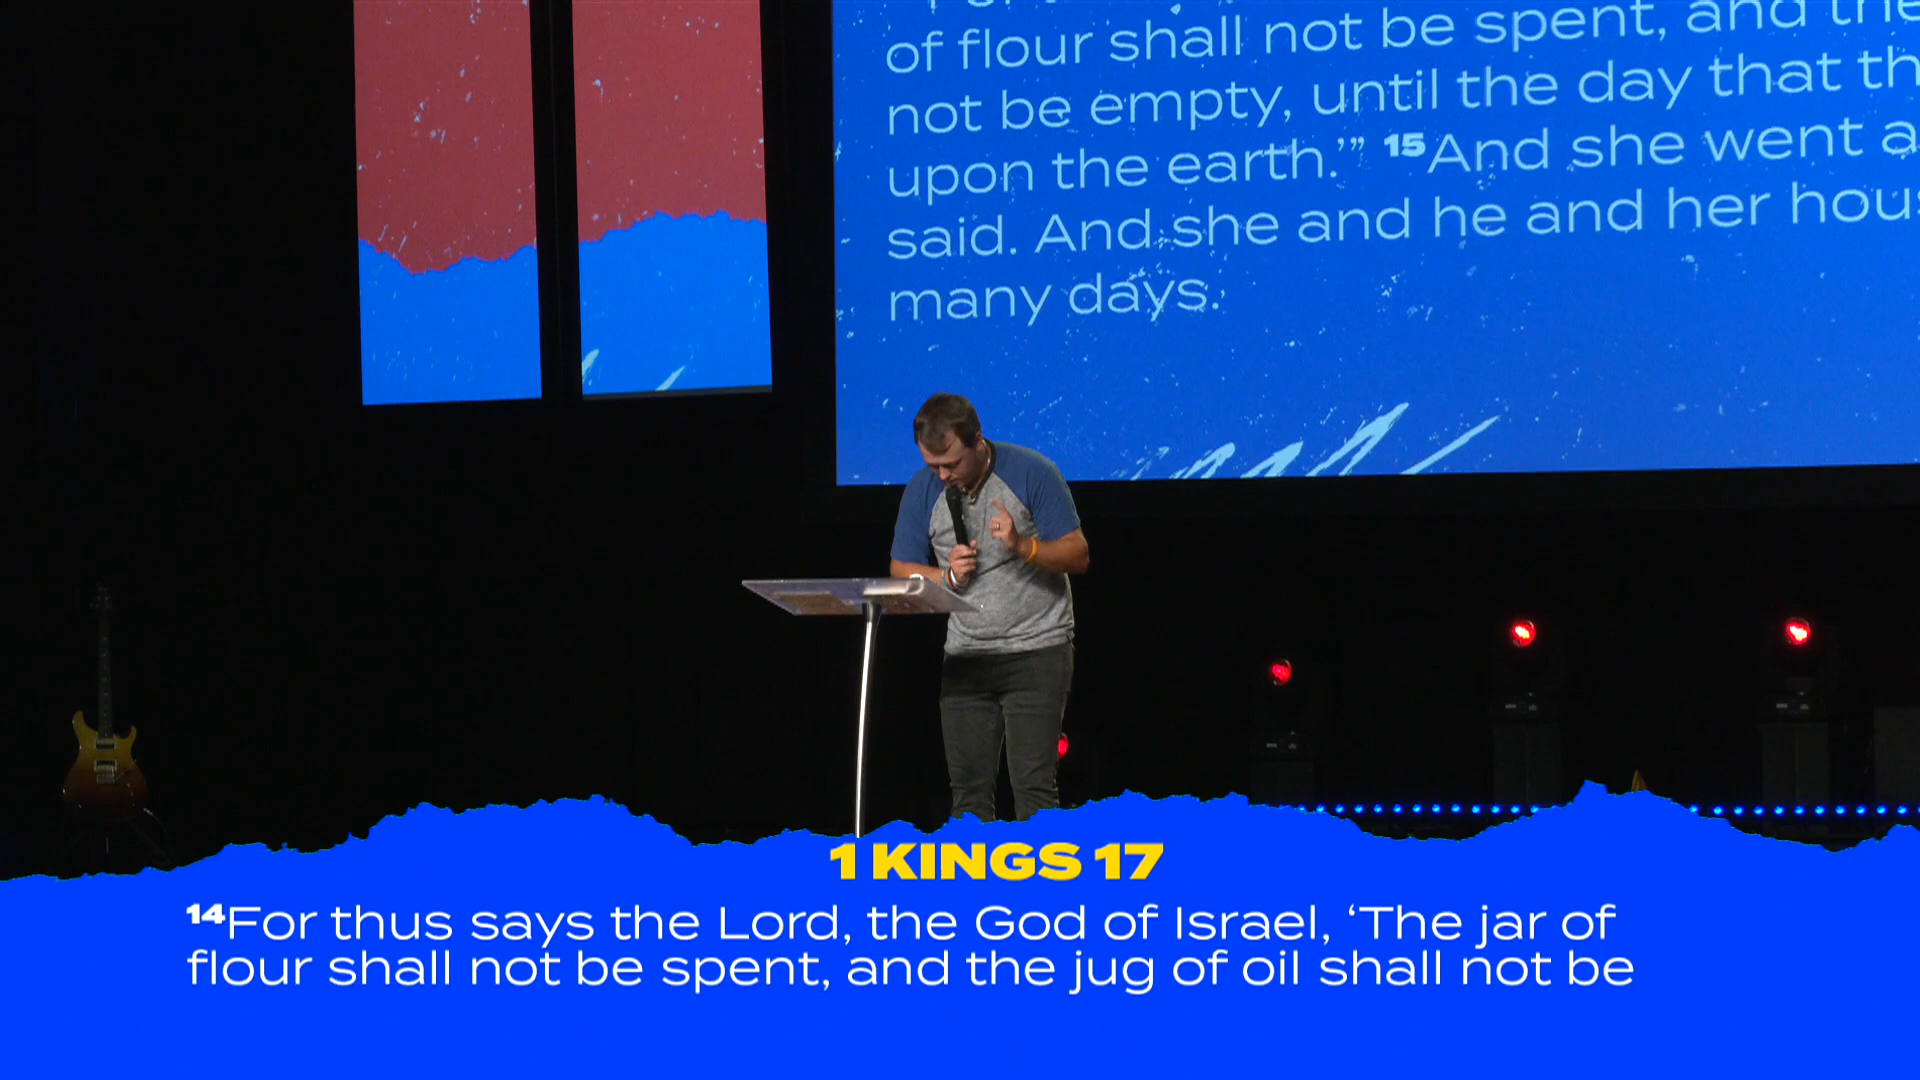 of flour shall not be spent, and the
not be empty, until the day that
upon the earth.’” 15And she went
said. And she and he and her
many days.
1 KINGS 17
14For thus says the Lord, the God of Israel, ‘The jar of
flour shall not be spent, and the jug of oil shall not be